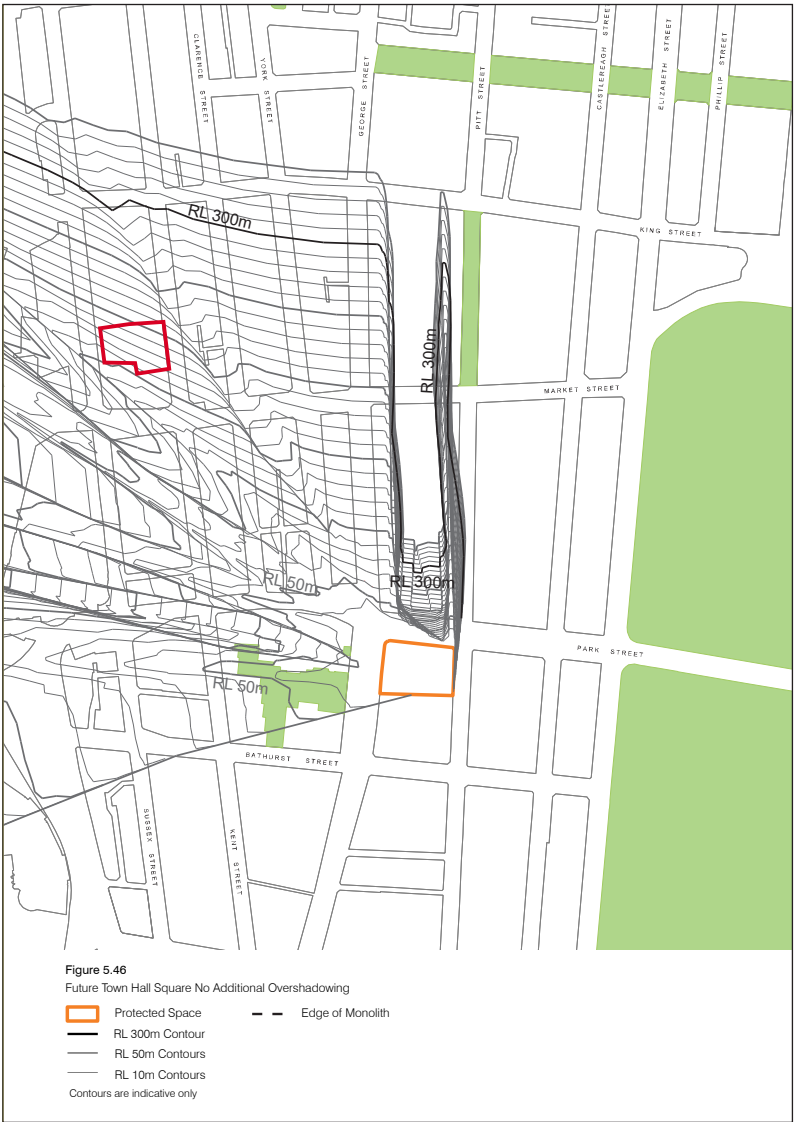 CLARENCE STREET
YORK STREET
GEORGE STREET
PITT STREET
CASTLEREAGH STREET
ELIZABETH STREET
PHILLIP STREET
RL 300m
KING STREET
RL 300m
MARKET STREET
RL 50m
RL 300m
PARK STREET
RL 50m
BATHURST STREET
SUSSEX STREET
KENT STREET
Figure 5.46
Future Town Hall Square No Additional Overshadowing
Protected Space
Edge of Monolith
RL 300m Contour
RL 50m Contours
RL 10m Contours
Contours are indicative only